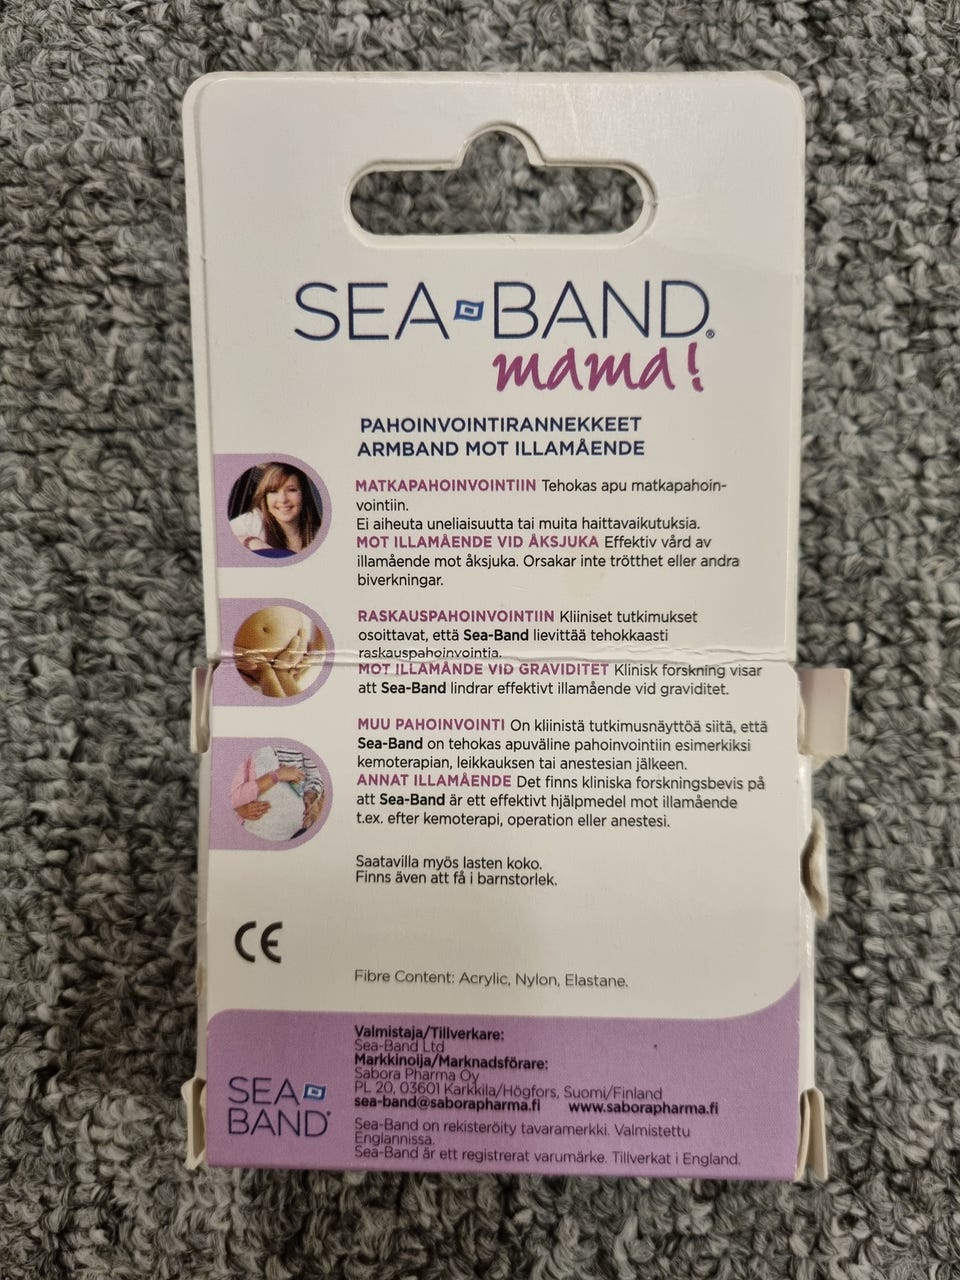 SEA BAND®
mama!
PAHOINVOINTIRANNEKKEET
ARMBAND MOT ILLAMÅENDE
MATKAPAHOINVOINTIIN Tehokas apu matkapahoin-
vointiin.
Ei aiheuta uneliaisuutta tai muita haittavaikutuksia.
MOT ILLAMÅENDE VID ÅKSJUKA Effektiv vård av
illamående mot åksjuka. Orsakar inte trötthet eller andra
biverkningar.
RASKAUSPAHOINVOINTIIN Kliiniset tutkimukset
osoittavat, että Sea-Band lievittää tehokkaasti
raskauspahoinvointia.
MOT ILLAMÅNDE VID GRAVIDITET Klinisk forskning visar
att Sea-Band lindrar effektivt illamående vid graviditet.
MUU PAHOINVOINTI On kliinistä tutkimusnäyttöä siitä, että
Sea-Band on tehokas apuväline pahoinvointiin esimerkiksi
kemoterapian, leikkauksen tai anestesian jälkeen.
ANNAT ILLAMÅENDE Det finns kliniska forskningsbevis på
att Sea-Band är ett effektivt hjälpmedel mot illamående
t.ex. efter kemoterapi, operation eller anestesi.
Saatavilla myös lasten koko.
Finns även att få i barnstorlek.
CE
Fibre Content: Acrylic, Nylon, Elastane.
Valmistaja/Tillverkare:
Sea-Band Ltd
Markkinoija/Marknadsförare:
Sabora Pharma Oy
PL 20, 03601 Karkkila/Högfors, Suomi/Finland
sea-band@saborapharma.fi www.saborapharma.fi
Sea-Band on rekisteröity tavaramerkki. Valmistettu
Englannissa.
Sea-Band är ett registrerat varumärke. Tillverkat i England.
SEA
BAND®